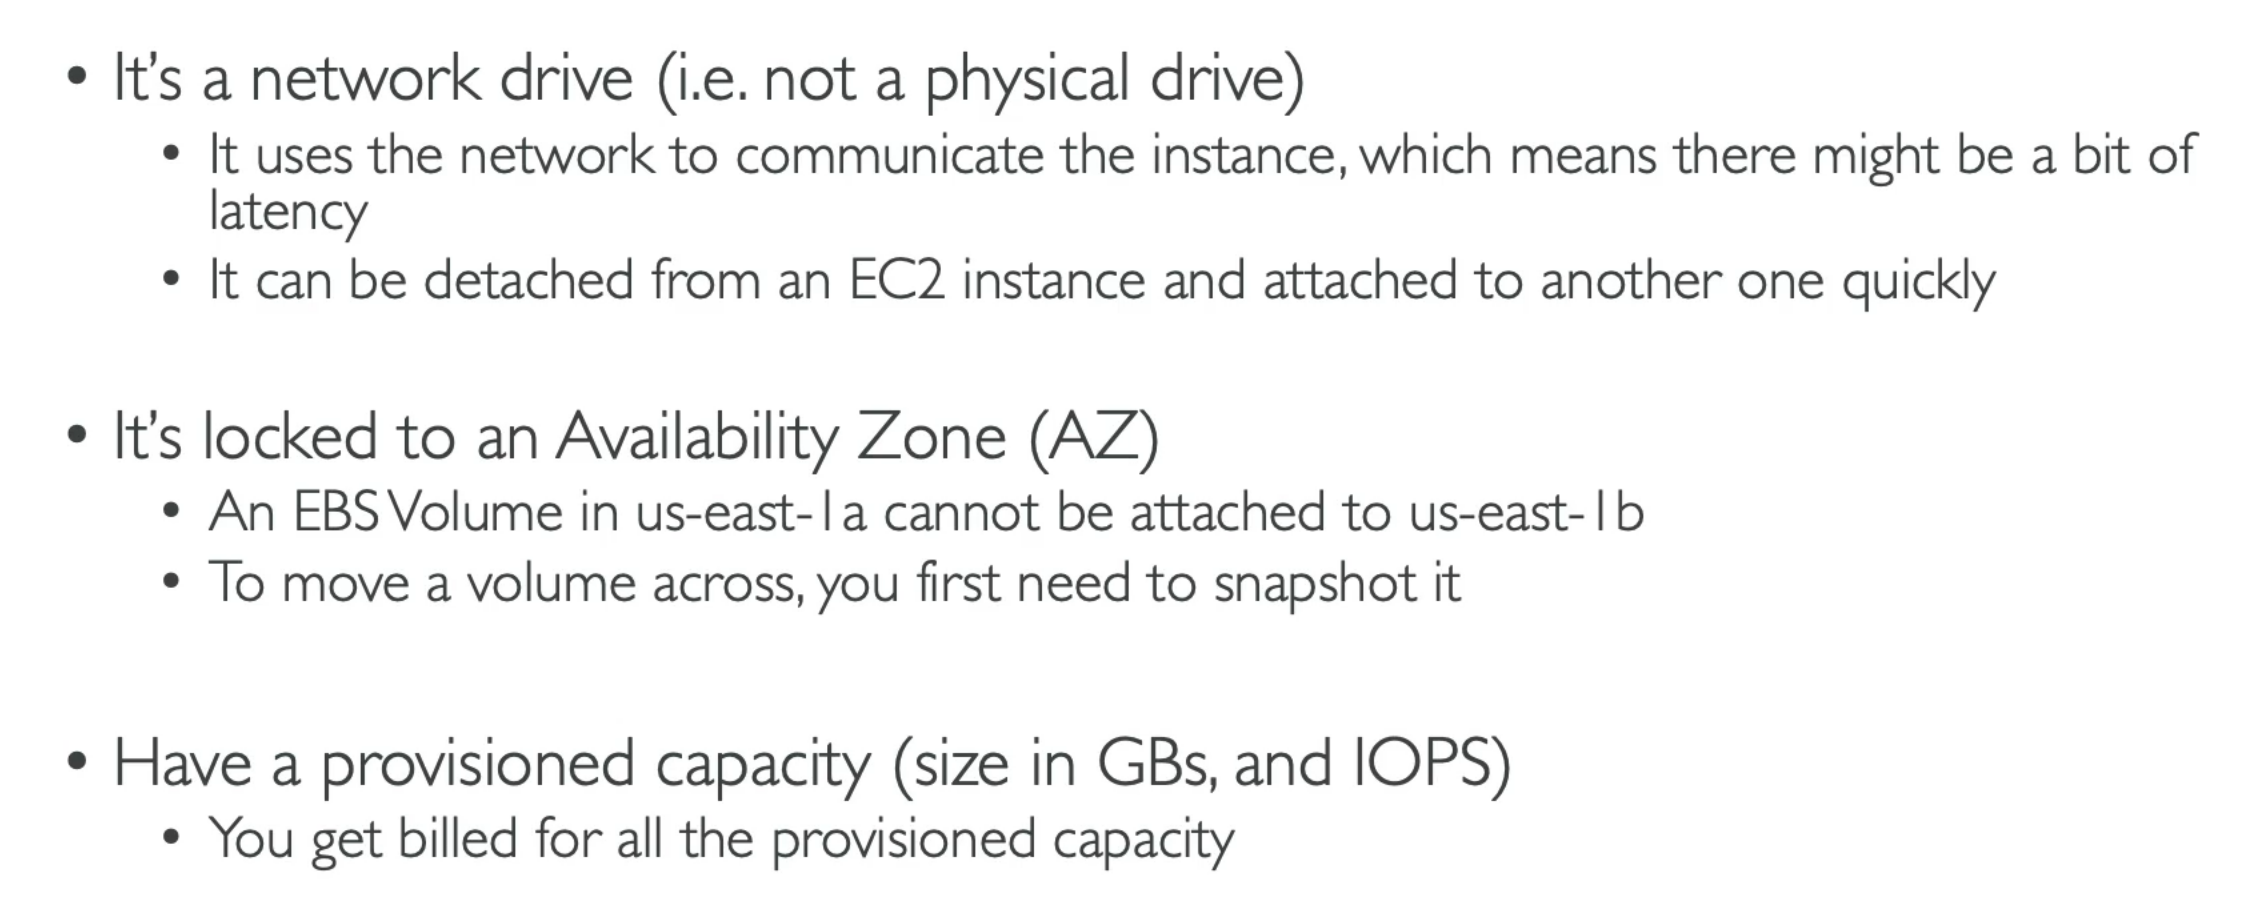 • It's a network drive (i.e. not a physical drive)
• It uses the network to communicate the instance, which means there might be a bit of
latency
• It can be detached from an EC2 instance and attached to another one quickly
• It's locked to an Availability Zone (AZ)
• An EBS Volume in us-east-1a cannot be attached to us-east-1b
• To move a volume across, you first need to snapshot it
• Have a provisioned capacity (size in GBs, and IOPS)
• You get billed for all the provisioned capacity